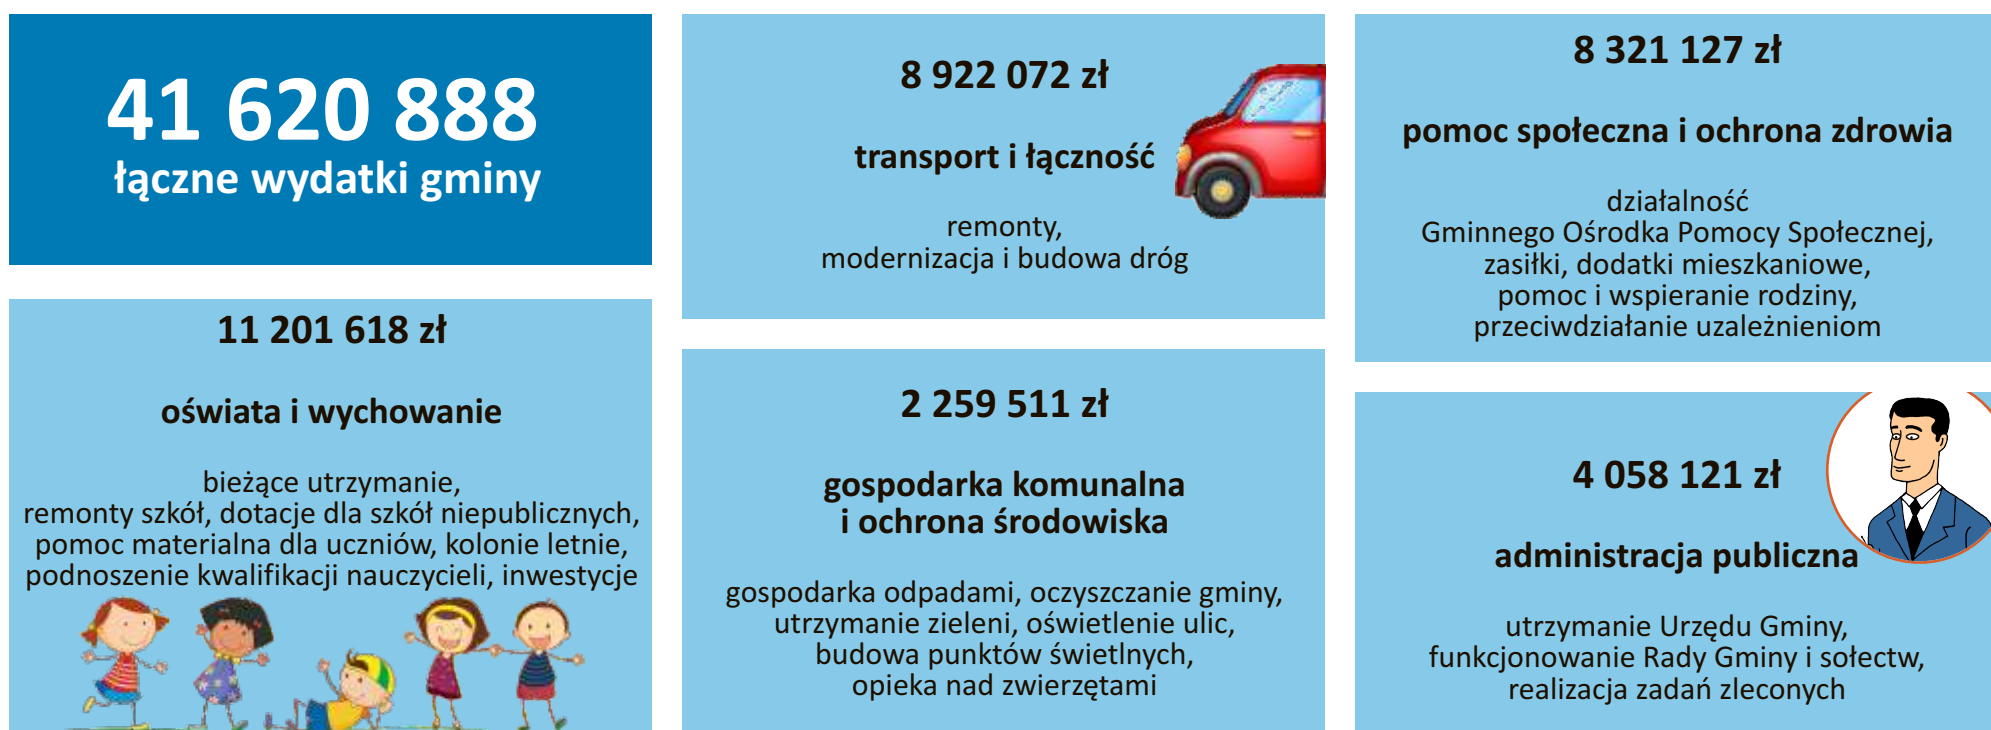 41 620 888
łączne wydatki gminy
11 201 618 zł
oświata i wychowanie
bieżące utrzymanie,
remonty szkół, dotacje dla szkół niepublicznych,
pomoc materialna dla uczniów, kolonie letnie,
podnoszenie kwalifikacji nauczycieli, inwestycje
8 922 072 zł
transport i łączność
remonty,
modernizacja i budowa dróg
2 259 511 zł
gospodarka komunalna
i ochrona środowiska
gospodarka odpadami, oczyszczanie gminy,
utrzymanie zieleni, oświetlenie ulic,
budowa punktów świetlnych,
opieka nad zwierzętami
8 321 127 zł
pomoc społeczna i ochrona zdrowia
działalność
Gminnego Ośrodka Pomocy Społecznej,
zasiłki, dodatki mieszkaniowe,
pomoc i wspieranie rodziny,
przeciwdziałanie uzależnieniom
4 058 121 zł
administracja publiczna
utrzymanie Urzędu Gminy,
funkcjonowanie Rady Gminy i sołectw,
realizacja zadań zleconych